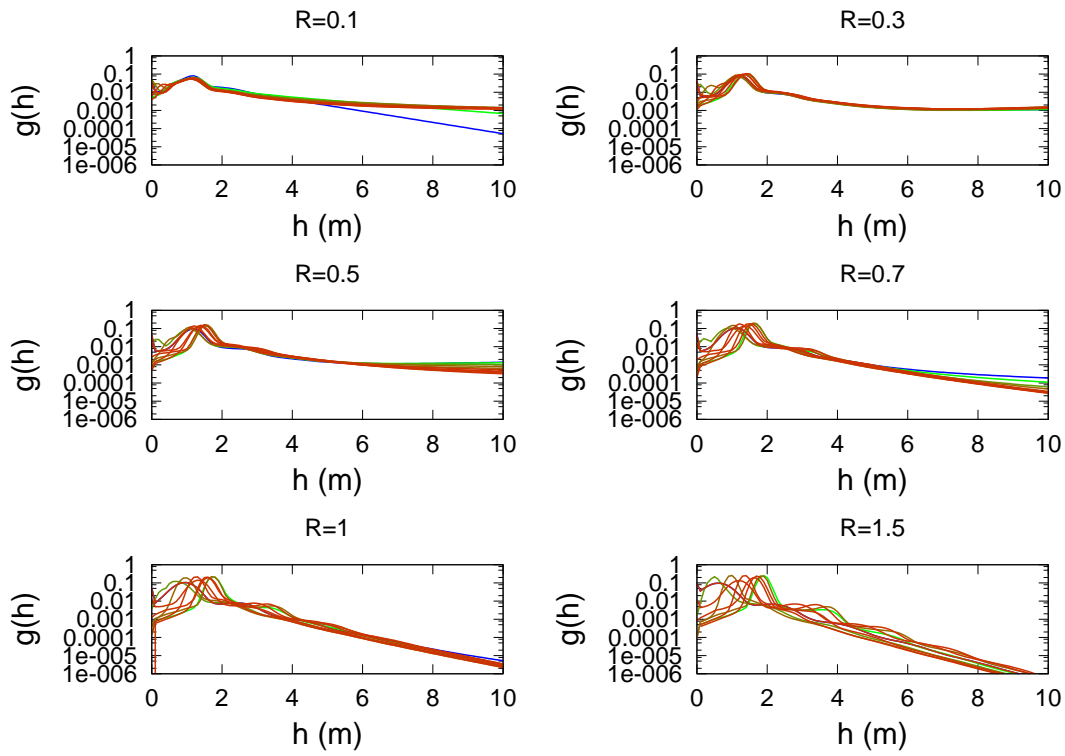 R=0.1
R=0.3
g(h)
1
0.1
0.01
0.001
0.0001
1e-005
1e-006
0 2 4 6 8 10
h (m)
g(h)
1
0.1
0.01
0.001
0.0001
1e-005
1e-006
0 2 4 6 8 10
h (m)
R=0.5
R=0.7
g(h)
1
0.1
0.01
0.001
0.0001
1e-005
1e-006
0 2 4 6 8 10
h (m)
g(h)
1
0.1
0.01
0.001
0.0001
1e-005
1e-006
0 2 4 6 8 10
h (m)
R=1
R=1.5
g(h)
1
0.1
0.01
0.001
0.0001
1e-005
1e-006
0 2 4 6 8 10
h (m)
g(h)
1
0.1
0.01
0.001
0.0001
1e-005
1e-006
0 2 4 6 8 10
h (m)